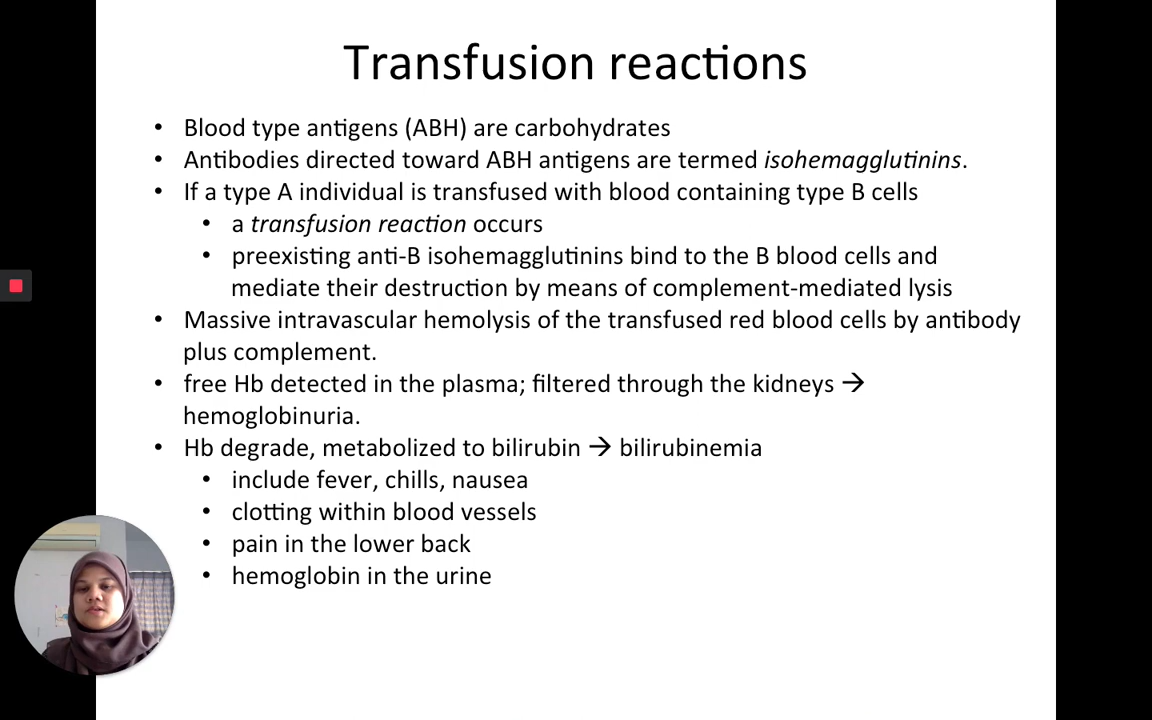 Transfusion reactions
• Blood type antigens (ABH) are carbohydrates
• Antibodies directed toward ABH antigens are termed isohemagglutinins.
• If a type A individual is transfused with blood containing type B cells
• a transfusion reaction occurs
• preexisting anti-B isohemagglutinins bind to the B blood cells and
mediate their destruction by means of complement-mediated lysis
• Massive intravascular hemolysis of the transfused red blood cells by antibody
plus complement.
• free Hb detected in the plasma; filtered through the kidneys →
hemoglobinuria.
• Hb degrade, metabolized to bilirubin → bilirubinemia
• include fever, chills, nausea
• clotting within blood vessels
• pain in the lower back
• hemoglobin in the urine